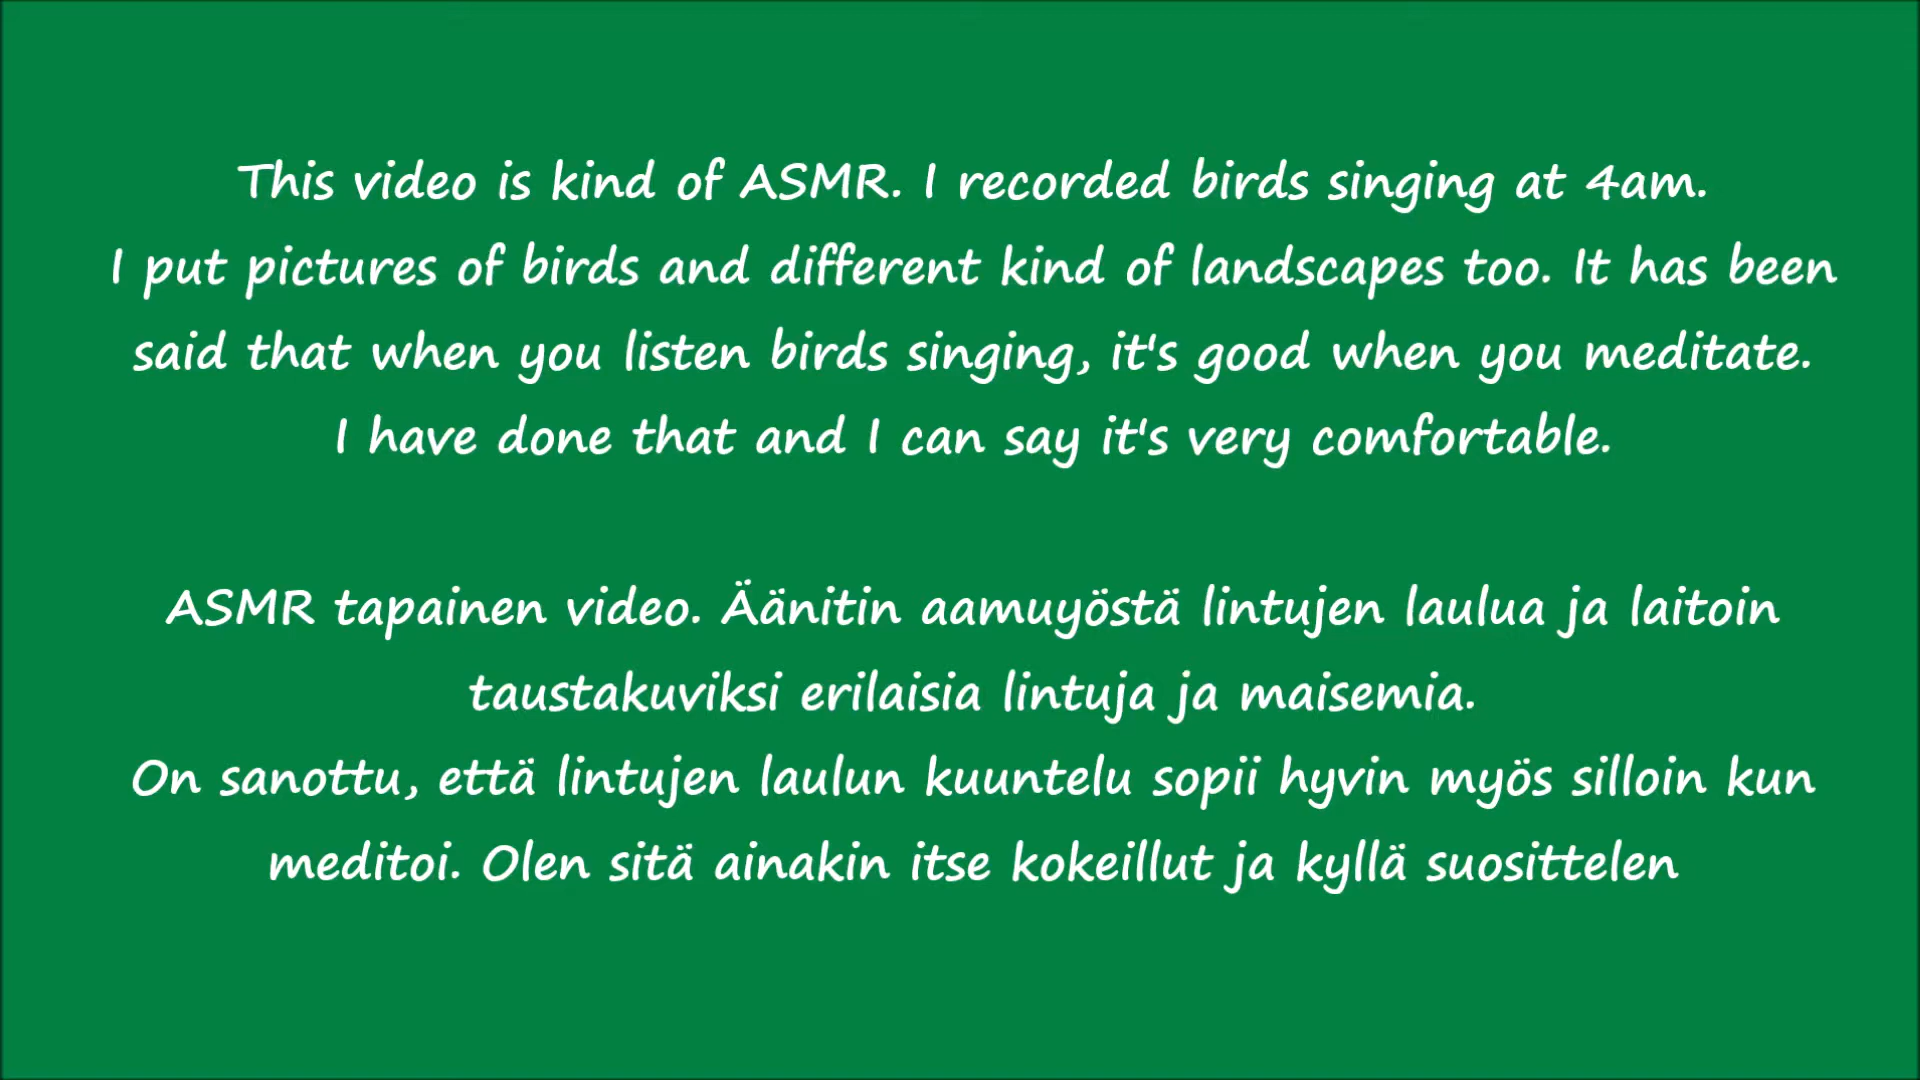 This video is kind of ASMR. I recorded birds singing at 4am.
I put pictures of birds and different kind of landscapes too. It has been
said that when you listen birds singing, it's good when you meditate.
I have done that and I can say it's very comfortable.
ASMR tapainen video. Äänitin aamuyöstä lintujen laulua ja laitoin
taustakuviksi erilaisia lintuja ja maisemia.
On sanottu, että lintujen laulun kuuntelu sopii hyvin myös silloin kun
meditoi. Olen sitä ainakin itse kokeillut ja kyllä suosittelen